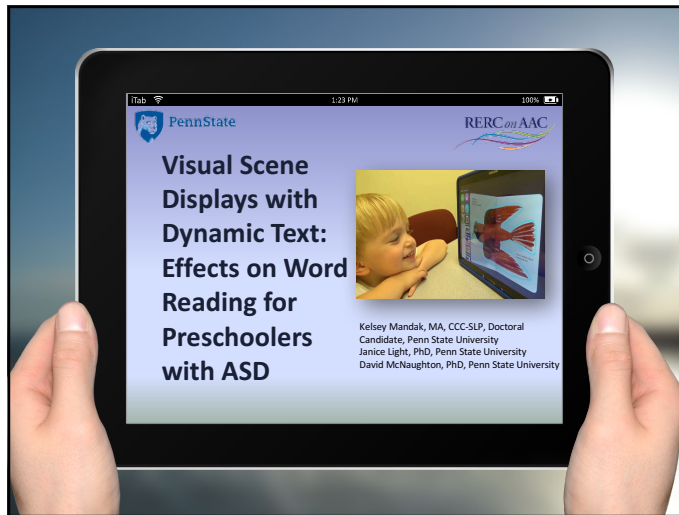 iTab 1:23 PM 100%
PennState
RERC on AAC
Visual Scene
Displays with
Dynamic Text:
Effects on Word
Reading for
Preschoolers
with ASD
Kelsey Mandak, MA, CCC-SLP, Doctoral
Candidate, Penn State University
Janice Light, PhD, Penn State University
David McNaughton, PhD, Penn State University